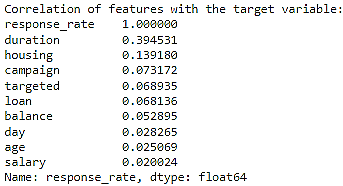 Correlation of features with the target variable:
response_rate    1.000000
duration         0.394531
housing          0.139180
campaign         0.073172
targeted         0.068935
loan             0.068136
balance          0.052895
day              0.028265
age              0.025069
salary           0.020024
Name: response_rate, dtype: float64